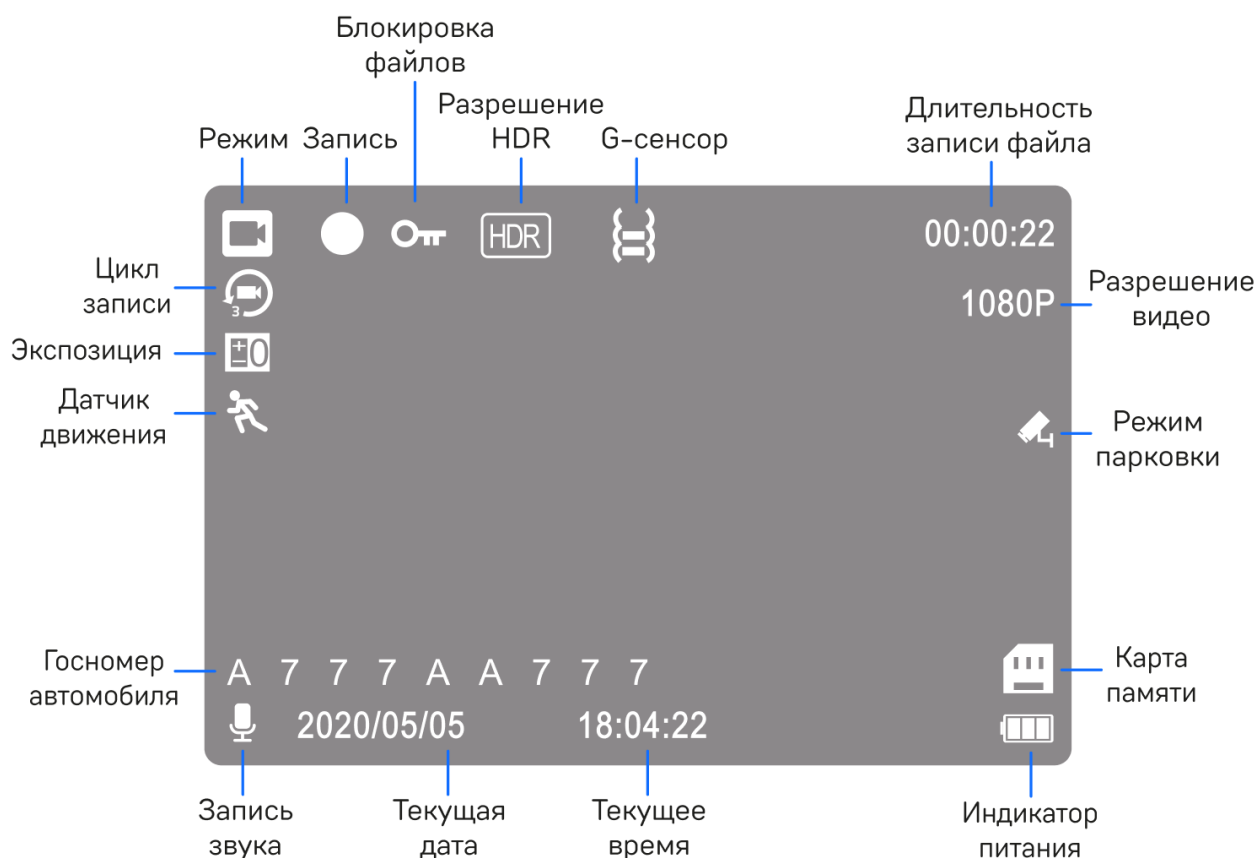 Блокировка
файлов
Разрешение
HDR
Длительность
записи файла
Режим
Запись
G-сенсор
HDR
00:00:22
Цикл
записи
3
1080P
Разрешение
видео
Экспозиция
±0
Датчик
движения
Режим
парковки
Госномер
автомобиля
A 7 7 7 A A 7 7 7
Карта
памяти
2020/05/05
18:04:22
Запись
звука
Текущая
дата
Текущее
время
Индикатор
питания